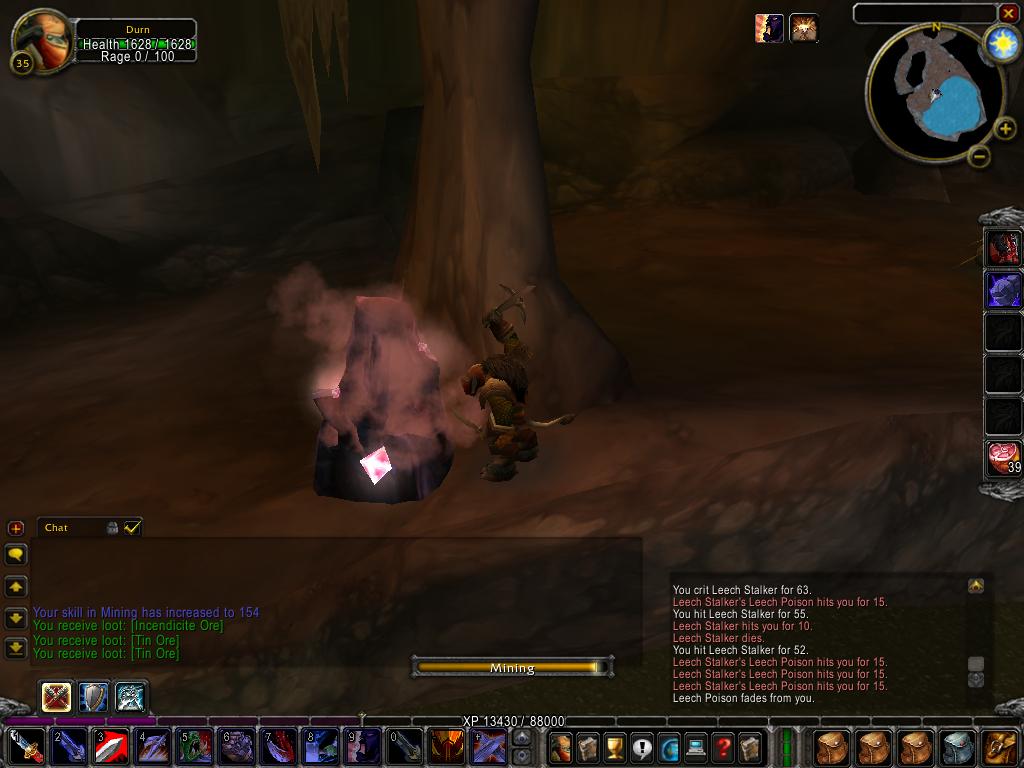 Durn
Health 1628 / 1628
Rage 0 / 100
35
N
39
Chat
Your skill in Mining has increased to 154
You receive loot: [Incendicite Ore]
You receive loot: [Tin Ore]
You receive loot: [Tin Ore]
You crit Leech Stalker for 63.
Leech Stalker's Leech Poison hits you for 15.
You hit Leech Stalker for 55.
Leech Stalker hits you for 10.
Leech Stalker dies.
You hit Leech Stalker for 52.
Leech Stalker's Leech Poison hits you for 15.
Leech Stalker's Leech Poison hits you for 15.
Leech Stalker's Leech Poison hits you for 15.
Leech Poison fades from you.
Mining
XP 13430 / 88000
1 2 3 4 5 6 7 8 9 0 - +